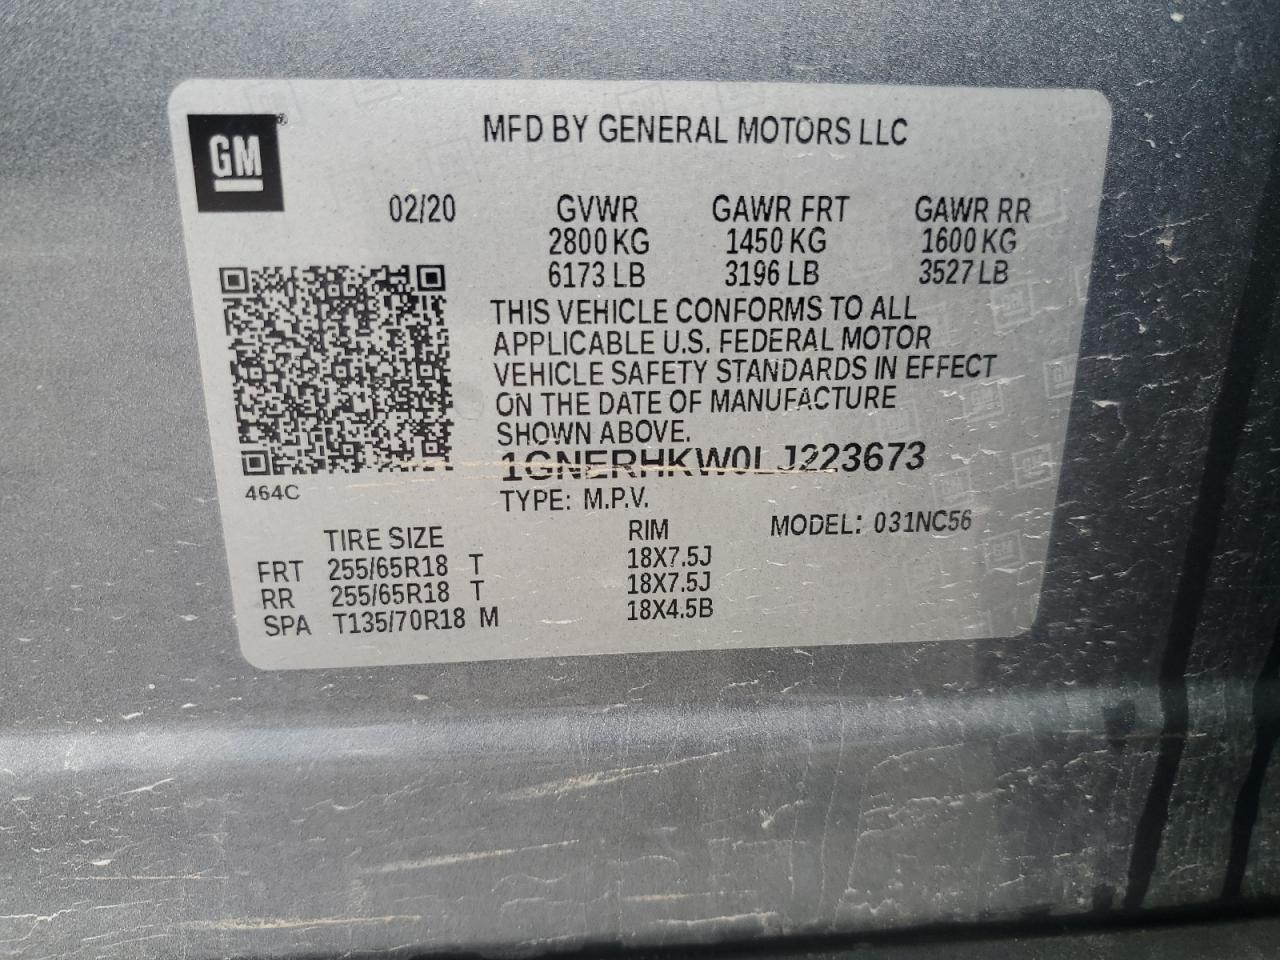 GM
MFD BY GENERAL MOTORS LLC
02/20 GVWR GAWR FRT GAWR RR
2800 KG 1450 KG 1600 KG
6173 LB 3196 LB 3527 LB
THIS VEHICLE CONFORMS TO ALL
APPLICABLE U.S. FEDERAL MOTOR
VEHICLE SAFETY STANDARDS IN EFFECT
ON THE DATE OF MANUFACTURE
SHOWN ABOVE.
1GNERHKW0LJ223673
464C
TYPE: M.P.V.
TIRE SIZE RIM MODEL: 031NC56
FRT 255/65R18 T 18X7.5J
RR 255/65R18 T 18X7.5J
SPA T135/70R18 M 18X4.5B